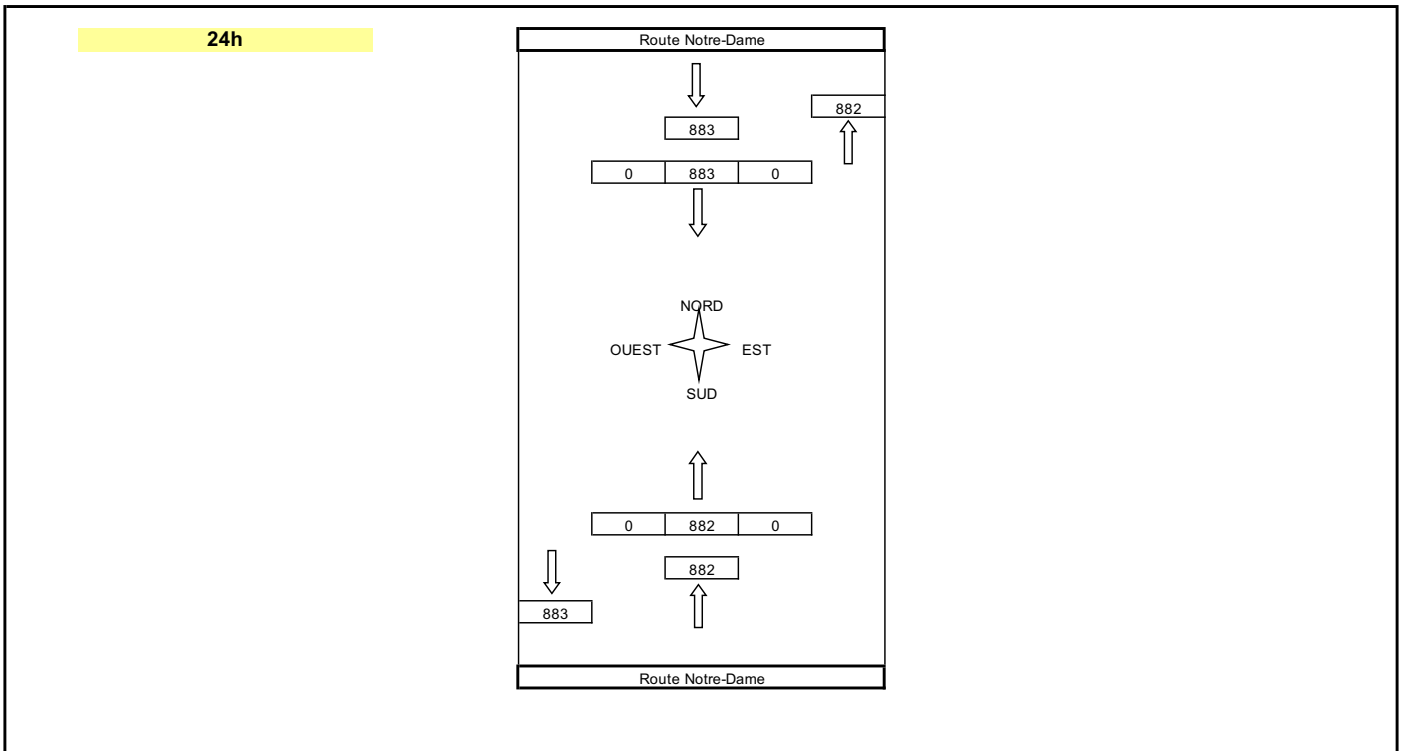 24h
Route Notre-Dame
882
883
0 883 0
NORD
OUEST EST
SUD
0 882 0
882
883
Route Notre-Dame